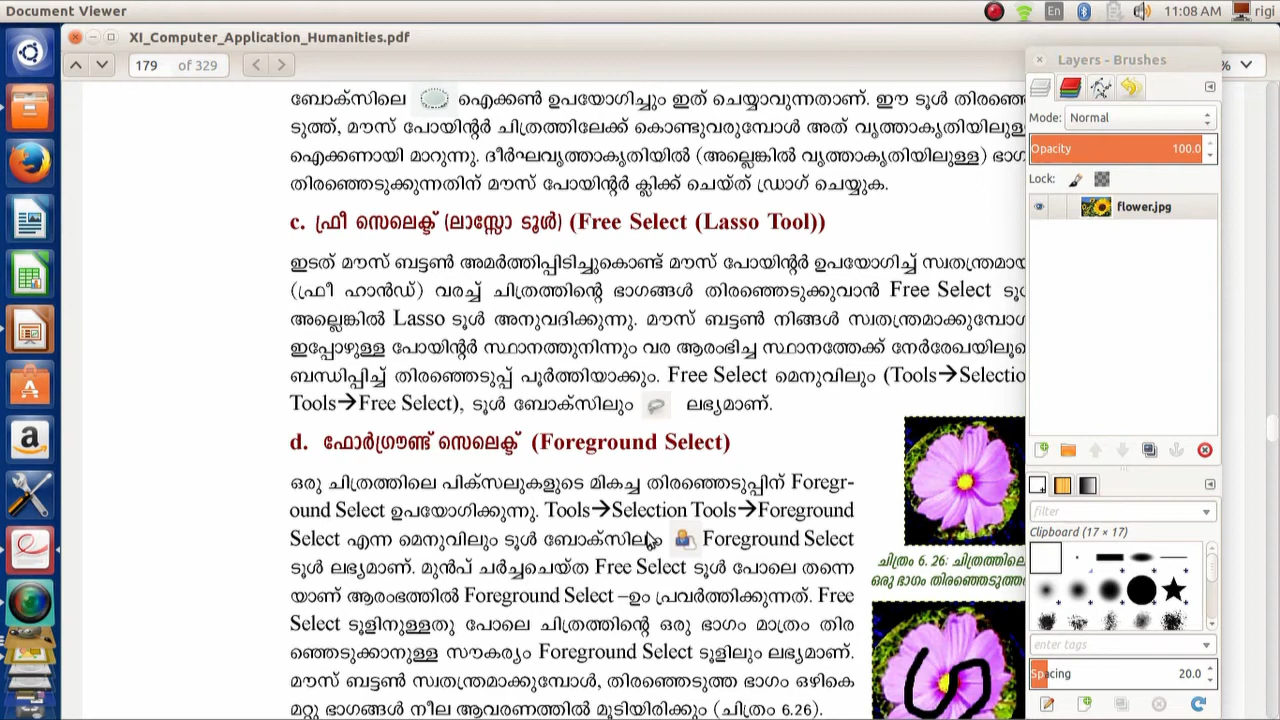 Document Viewer
En
11:08 AM
rigi
XI_Computer_Application_Humanities.pdf
179 of 329
%
ബോക്സിലെ ഐക്കൺ ഉപയോഗിച്ചും ഇത് ചെയ്യാവുന്നതാണ്. ഈ ടൂൾ തിരഞ്ഞെ
ടുത്ത്, മൗസ് പോയിന്റർ ചിത്രത്തിലേക്ക് കൊണ്ടുവരുമ്പോൾ അത് വൃത്താകൃതിയിലുള്ള
ഐക്കണായി മാറുന്നു. ദീർഘവൃത്താകൃതിയിൽ (അല്ലെങ്കിൽ വൃത്താകൃതിയിലുള്ള) ഭാഗ
തിരഞ്ഞെടുക്കുന്നതിന് മൗസ് പോയിന്റർ ക്ലിക്ക് ചെയ്ത് ഡ്രാഗ് ചെയ്യുക.
c. ഫ്രീ സെലക്ട് (ലാസ്സോ ടൂൾ) (Free Select (Lasso Tool))
ഇടത് മൗസ് ബട്ടൺ അമർത്തിപ്പിടിച്ചുകൊണ്ട് മൗസ് പോയിന്റർ ഉപയോഗിച്ച് സ്വതന്ത്രമായ
(ഫ്രീ ഹാൻഡ്) വരച്ച് ചിത്രത്തിന്റെ ഭാഗങ്ങൾ തിരഞ്ഞെടുക്കുവാൻ Free Select ടൂ
അല്ലെങ്കിൽ Lasso ടൂൾ അനുവദിക്കുന്നു. മൗസ് ബട്ടൺ നിങ്ങൾ സ്വതന്ത്രമാക്കുമ്പോ
ഇപ്പോഴുള്ള പോയിന്റർ സ്ഥാനത്തുനിന്നും വര ആരംഭിച്ച സ്ഥാനത്തേക്ക് നേർരേഖയിലൂടെ
ബന്ധിപ്പിച്ച് തിരഞ്ഞെടുപ്പ് പൂർത്തിയാക്കും. Free Select മെനുവിലും (Tools→Selectio
Tools→Free Select), ടൂൾ ബോക്സിലും ലഭ്യമാണ്.
d. ഫോർഗ്രൗണ്ട് സെലക്ട് (Foreground Select)
ഒരു ചിത്രത്തിലെ പിക്സലുകളുടെ മികച്ച തിരഞ്ഞെടുപ്പിന് Foregr-
ound Select ഉപയോഗിക്കുന്നു. Tools→Selection Tools→Foreground
Select എന്ന മെനുവിലും ടൂൾ ബോക്സിലെ Foreground Select
ടൂൾ ലഭ്യമാണ്. മുൻപ് ചർച്ചചെയ്ത Free Select ടൂൾ പോലെ തന്നെ
യാണ് ആരംഭത്തിൽ Foreground Select –ഉം പ്രവർത്തിക്കുന്നത്. Free
Select ടൂളിനുള്ളതു പോലെ ചിത്രത്തിന്റെ ഒരു ഭാഗം മാത്രം തിര
ഞ്ഞെടുക്കാനുള്ള സൗകര്യം Foreground Select ടൂളിലും ലഭ്യമാണ്.
മൗസ് ബട്ടൺ സ്വതന്ത്രമാക്കുമ്പോൾ, തിരഞ്ഞെടുത്ത ഭാഗം ഒഴികെ
മറ്റു ഭാഗങ്ങൾ നീല ആവരണത്തിൽ മൂടിയിരിക്കും (ചിത്രം 6.26).
ചിത്രം 6. 26: ചിത്രത്തിലെ
ഒരു ഭാഗം തിരഞ്ഞെടുത്ത
Layers - Brushes
Mode: Normal
Opacity 100.0
Lock:
flower.jpg
filter
Clipboard (17 × 17)
enter tags
Spacing 20.0